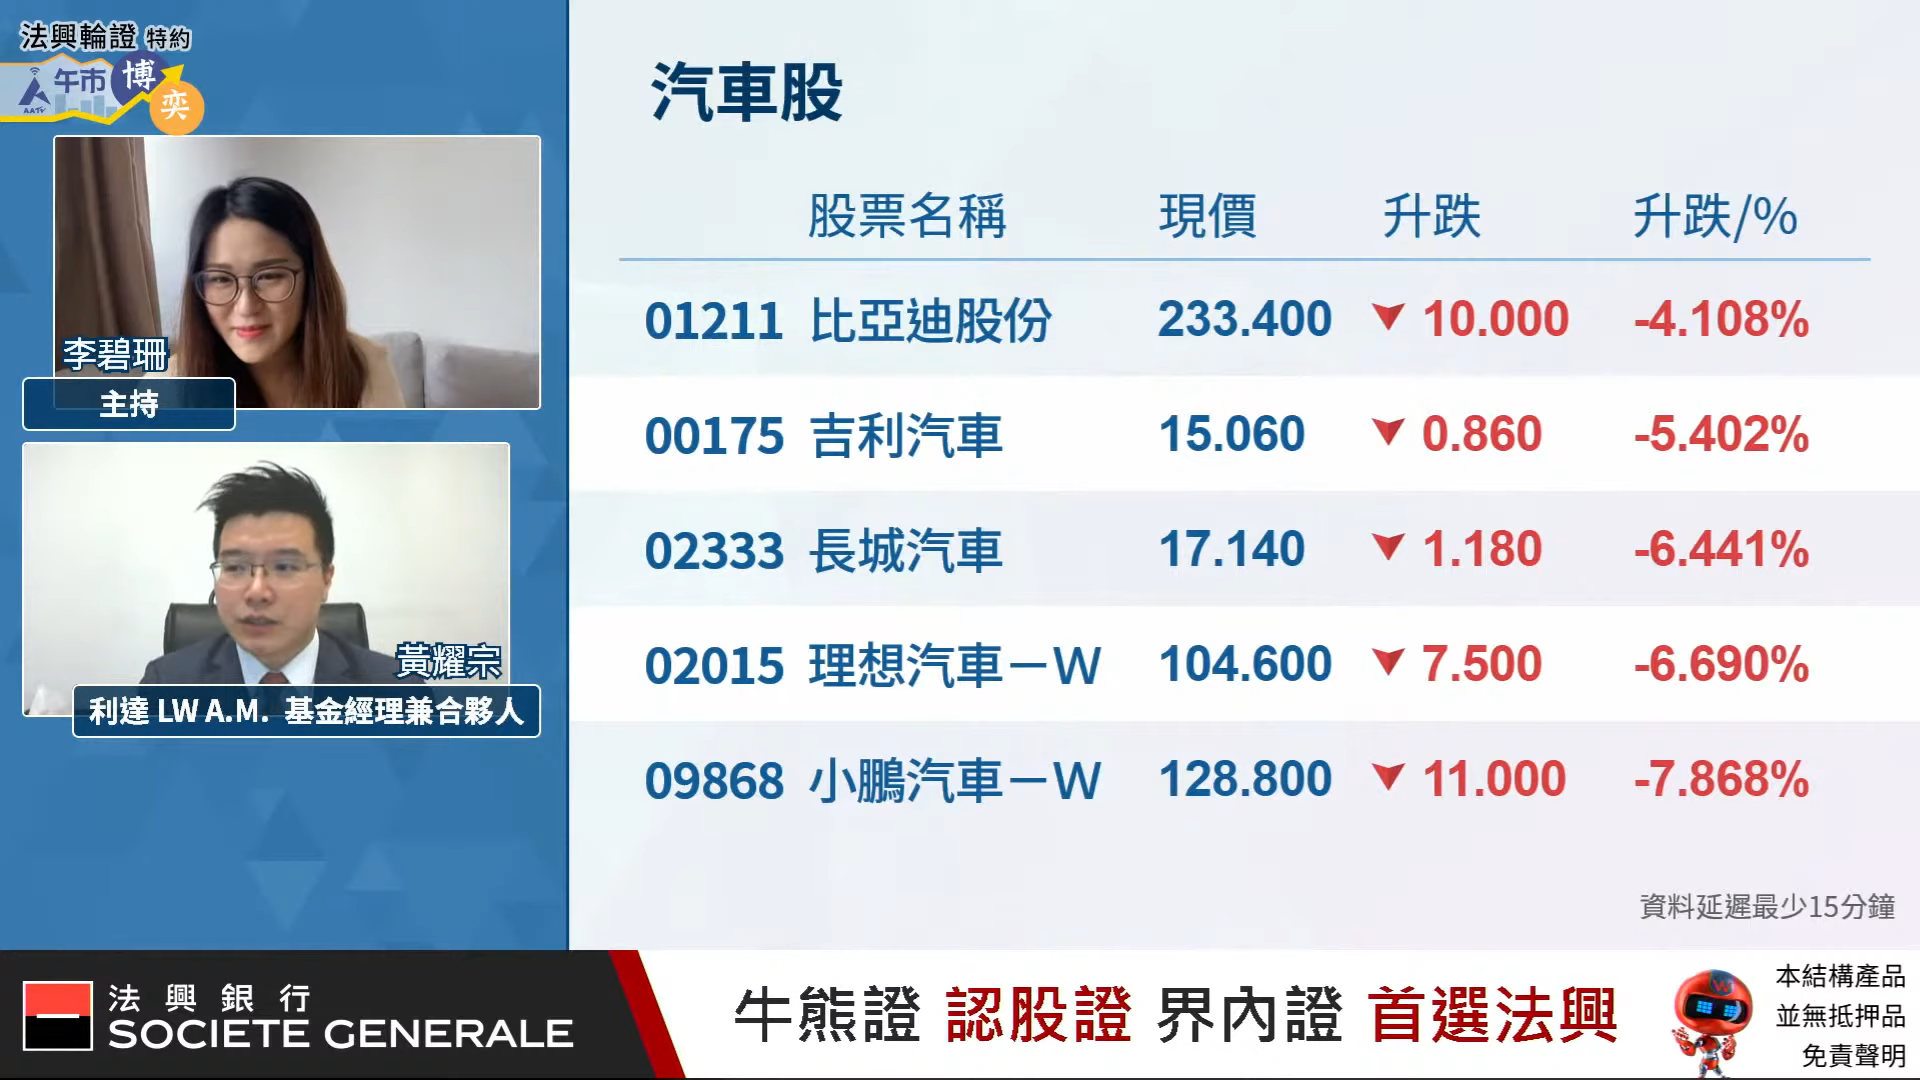 法興輪證 特約
午市 博
奕
AATV
李碧珊
主持
黃耀宗
利達 LW A.M. 基金經理兼合夥人
汽車股
股票名稱 現價 升跌 升跌/%
01211 比亞迪股份 233.400 ▼ 10.000 -4.108%
00175 吉利汽車 15.060 ▼ 0.860 -5.402%
02333 長城汽車 17.140 ▼ 1.180 -6.441%
02015 理想汽車－W 104.600 ▼ 7.500 -6.690%
09868 小鵬汽車－W 128.800 ▼ 11.000 -7.868%
資料延遲最少15分鐘
法興銀行
SOCIETE GENERALE
牛熊證 認股證 界內證 首選法興
W
本結構產品
並無抵押品
免責聲明